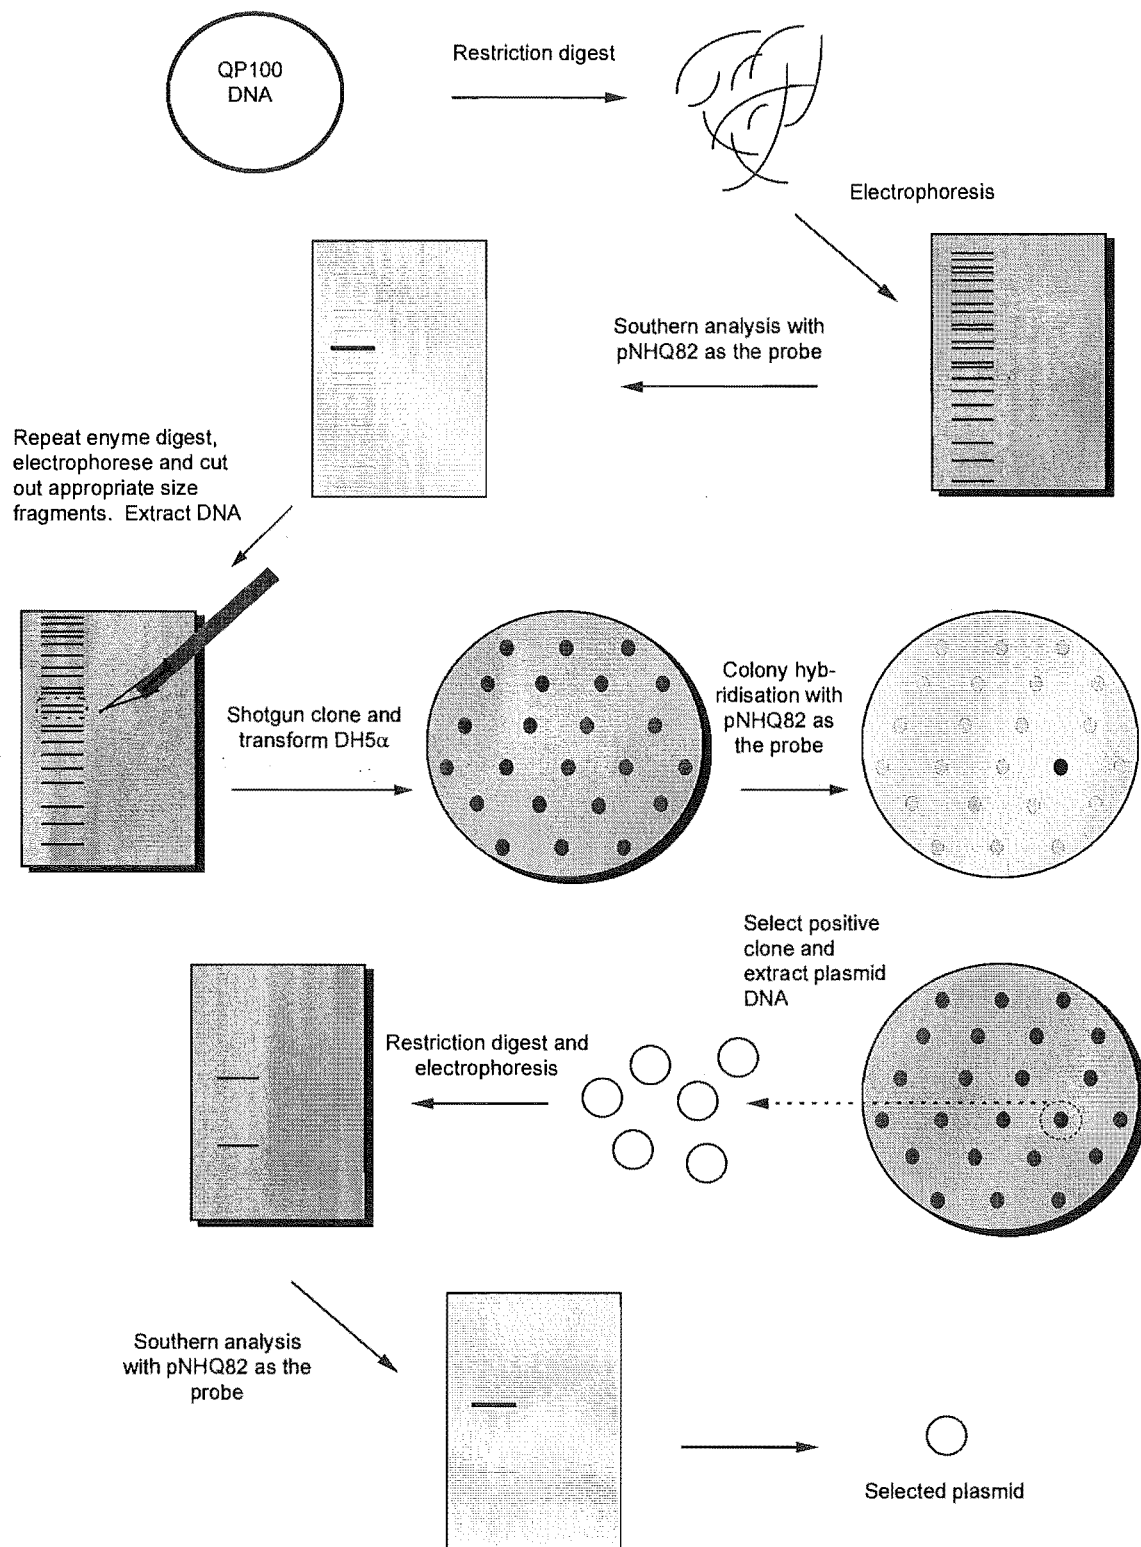 QP100
DNA
Restriction digest
Electrophoresis
Southern analysis with
pNHQ82 as the probe
Repeat enyme digest,
electrophorese and cut
out appropriate size
fragments. Extract DNA
Shotgun clone and
transform DH5α
Colony hyb-
ridisation with
pNHQ82 as
the probe
Select positive
clone and
extract plasmid
DNA
Restriction digest and
electrophoresis
Southern analysis
with pNHQ82 as the
probe
Selected plasmid